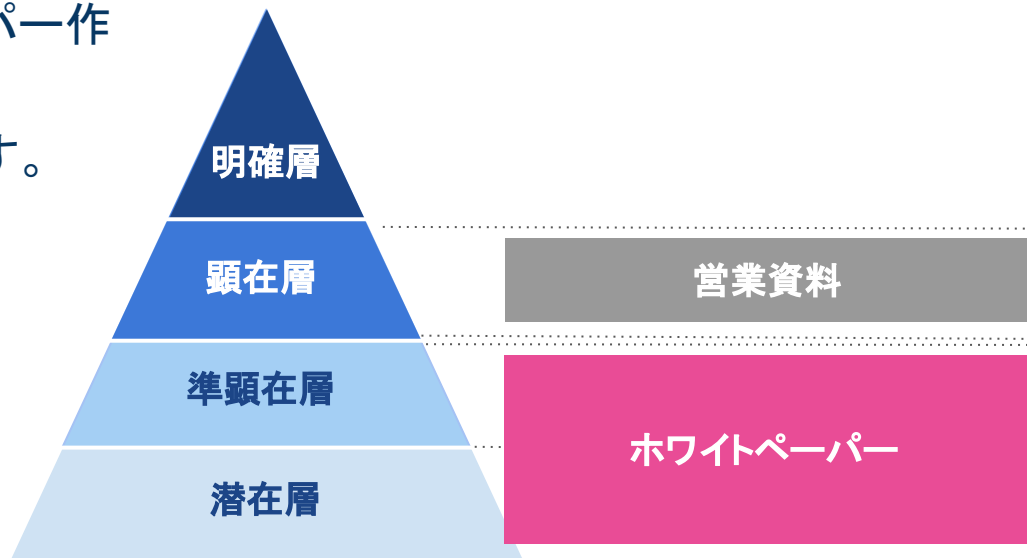 パー作
す。
明確層
顕在層
営業資料
準顕在層
ホワイトペーパー
潜在層